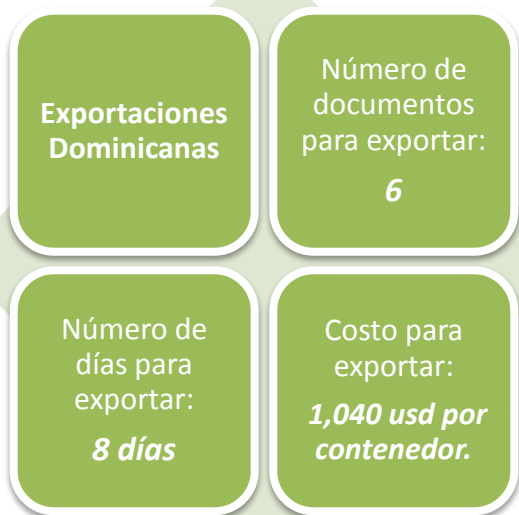 Exportaciones
Dominicanas
Número de
documentos
para exportar:
6
Número de
días para
exportar:
8 días
Costo para
exportar:
1,040 usd por
contenedor.